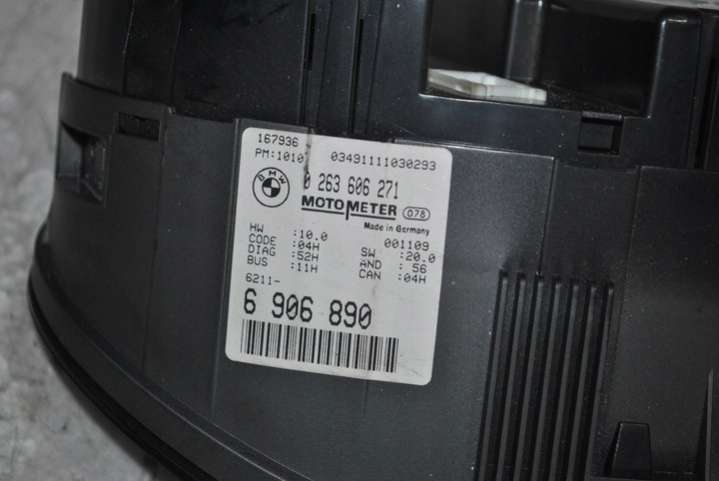 167936
PM:1010 03491111030293
BMW
0 263 606 271
MOTOMETER 078
Made in Germany
HW :10.0 001109
CODE :04H SW :20.0
DIAG :52H AND : 56
BUS :11H CAN :04H
6211-
6 906 890